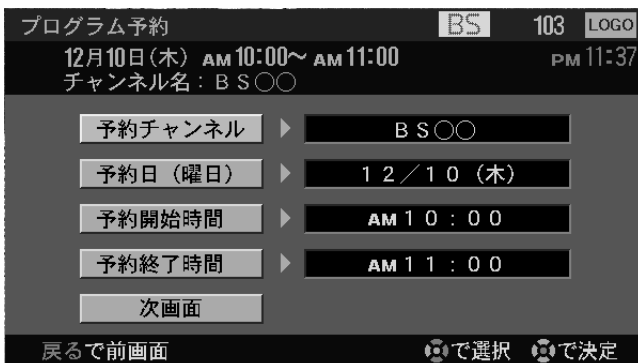 プログラム予約 BS 103 LOGO
12月10日(木) AM10:00~AM11:00 PM11:37
チャンネル名:BS○○
予約チャンネル BS○○
予約日(曜日) 12/10(木)
予約開始時間 AM10:00
予約終了時間 AM11:00
次画面
戻るで前画面 で選択 で決定